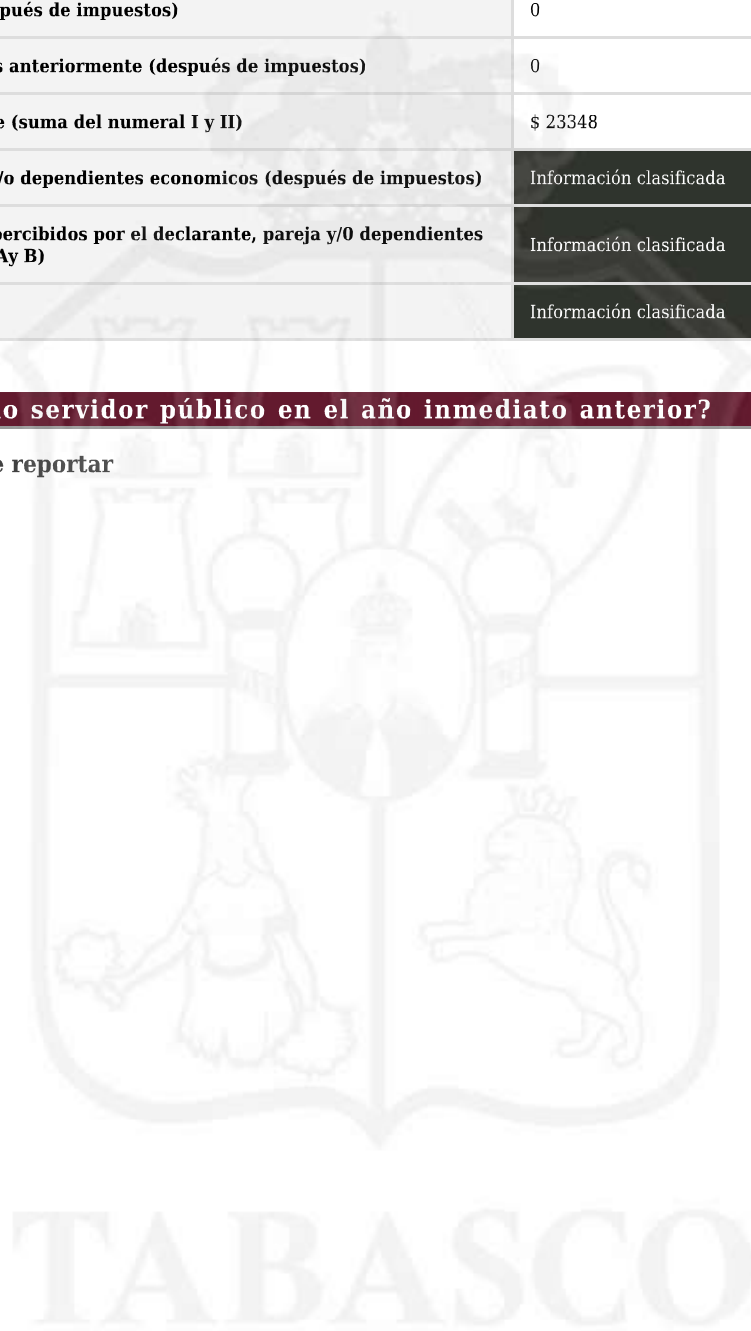 pués de impuestos)
0
s anteriormente (después de impuestos)
0
e (suma del numeral I y II)
$ 23348
/o dependientes economicos (después de impuestos)
Información clasificada
percibidos por el declarante, pareja y/0 dependientes
Ay B)
Información clasificada
Información clasificada
o servidor público en el año inmediato anterior?
e reportar
TABASCO